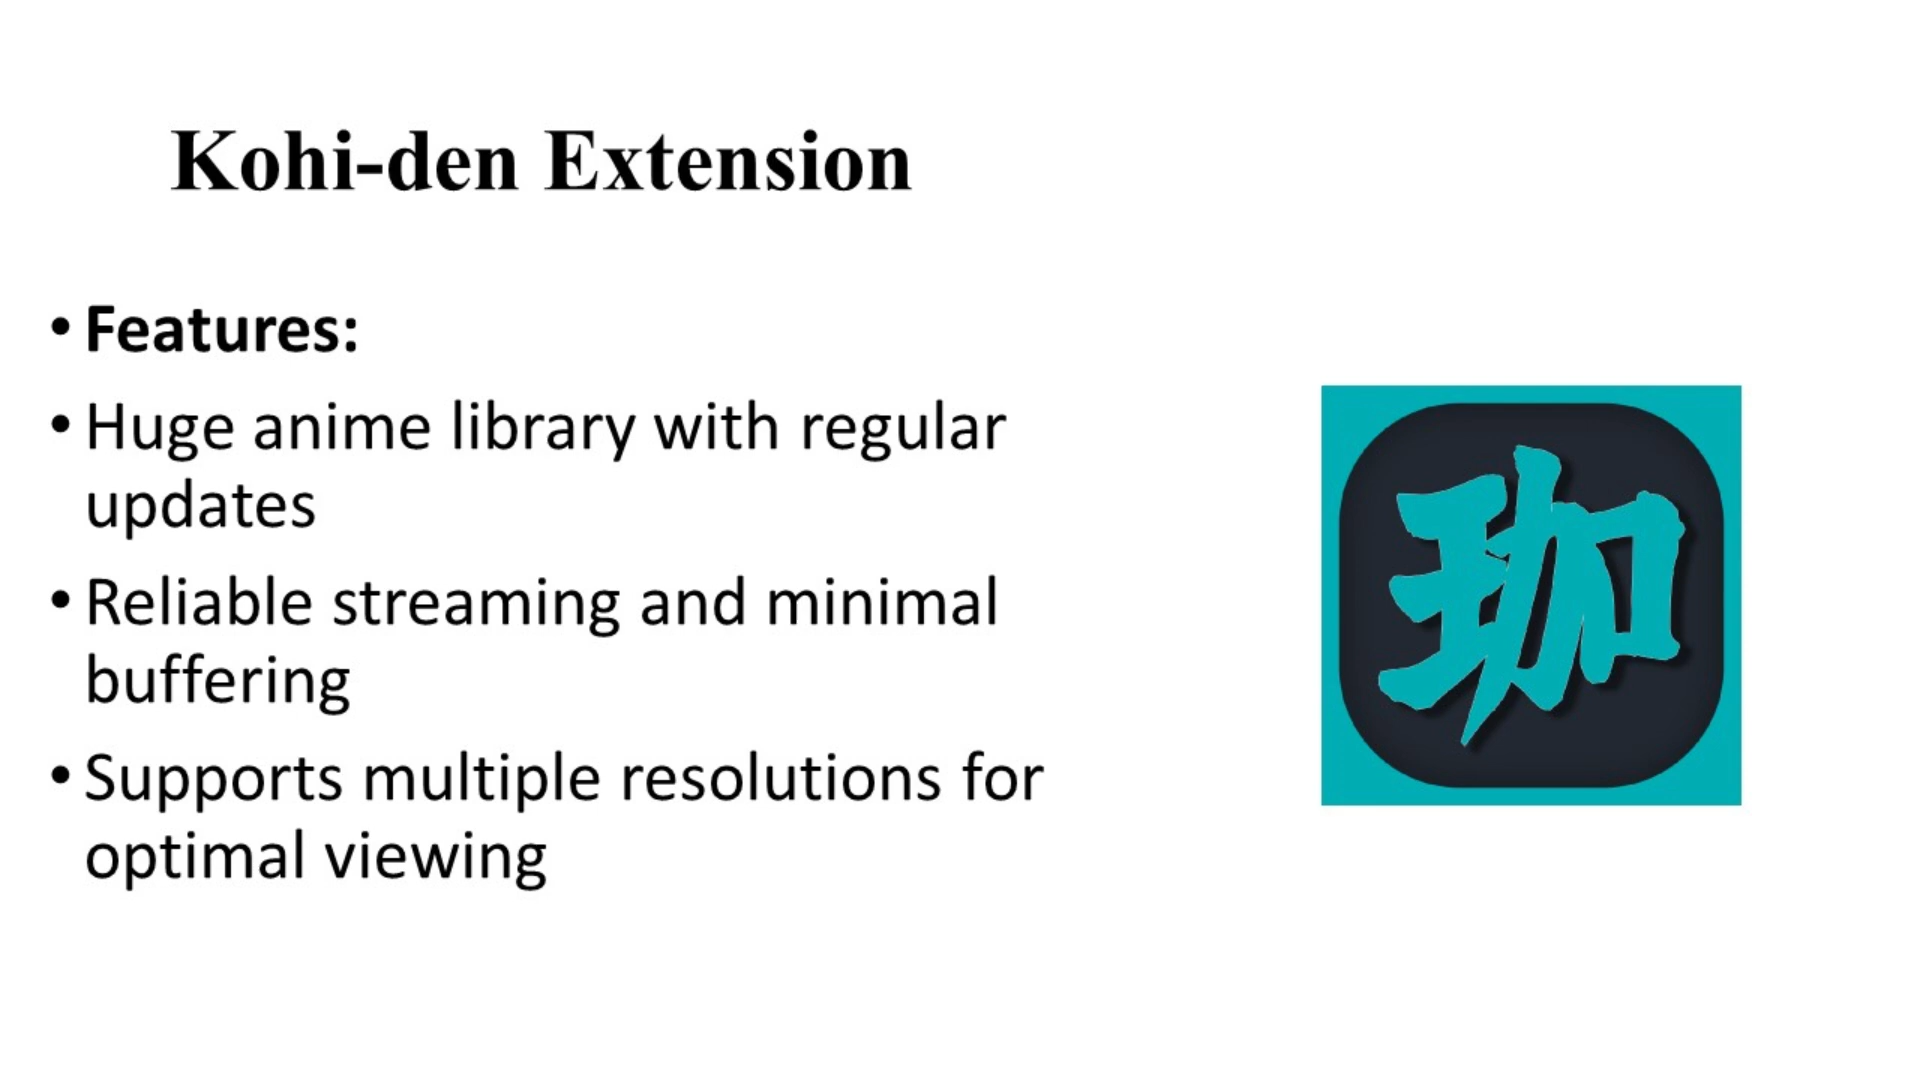 Kohi-den Extension
• Features:
• Huge anime library with regular
updates
• Reliable streaming and minimal
buffering
• Supports multiple resolutions for
optimal viewing
珈